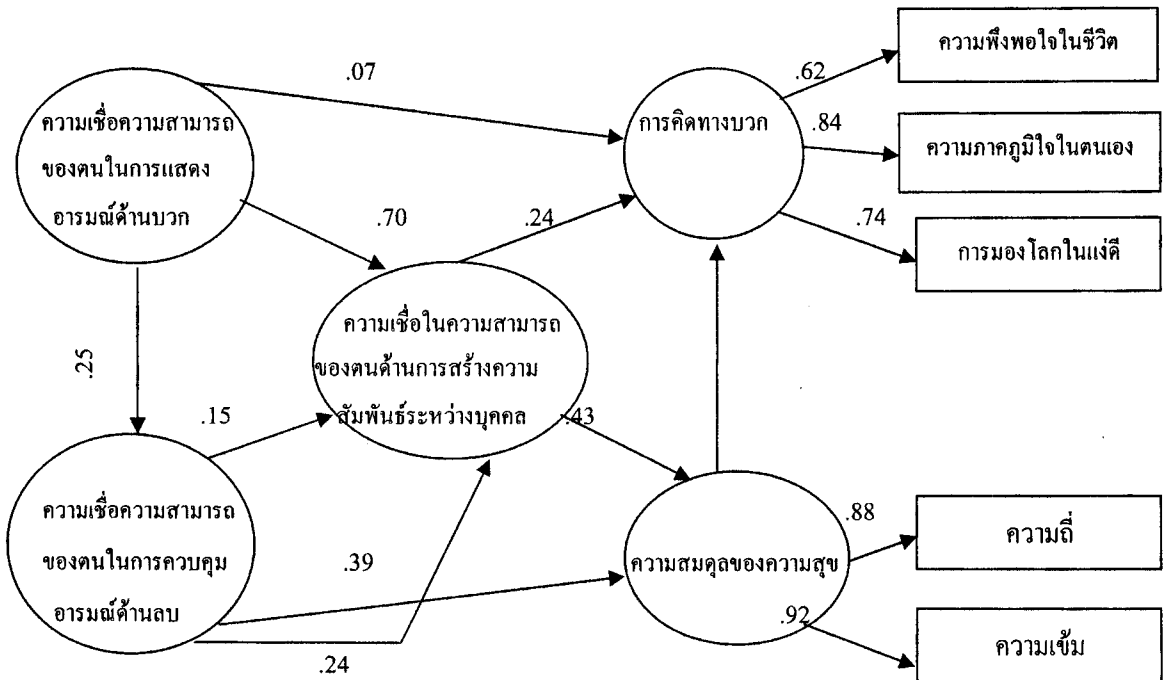 ความพึงพอใจในชีวิต
.07
.62
ความเชื่อความสามารถ
ของตนในการแสดง
อารมณ์ด้านบวก
การคิดทางบวก
.84
ความภาคภูมิใจในตนเอง
.70
.24
.74
การมองโลกในแง่ดี
ความเชื่อในความสามารถ
ของตนด้านการสร้างความ
สัมพันธ์ระหว่างบุคคล
.25
.15
.43
ความเชื่อความสามารถ
ของตนในการควบคุม
อารมณ์ด้านลบ
.88
ความถี่
.39
ความสมดุลของความสุข
.92
ความเข้ม
.24